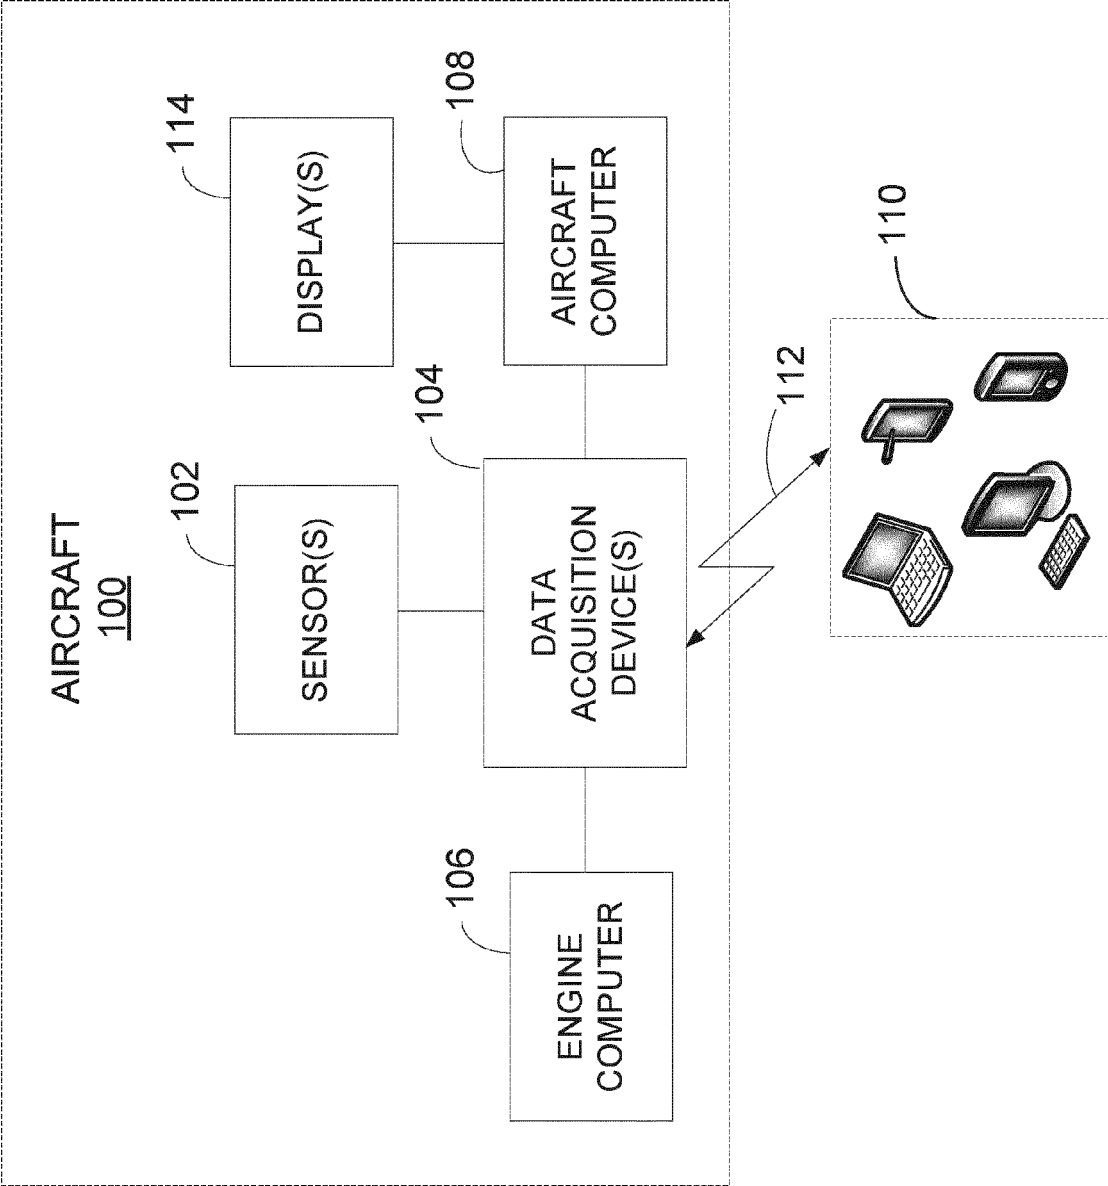 AIRCRAFT
100
102
SENSOR(S)
114
DISPLAY(S)
106
ENGINE
COMPUTER
104
DATA
ACQUISITION
DEVICE(S)
108
AIRCRAFT
COMPUTER
112
110